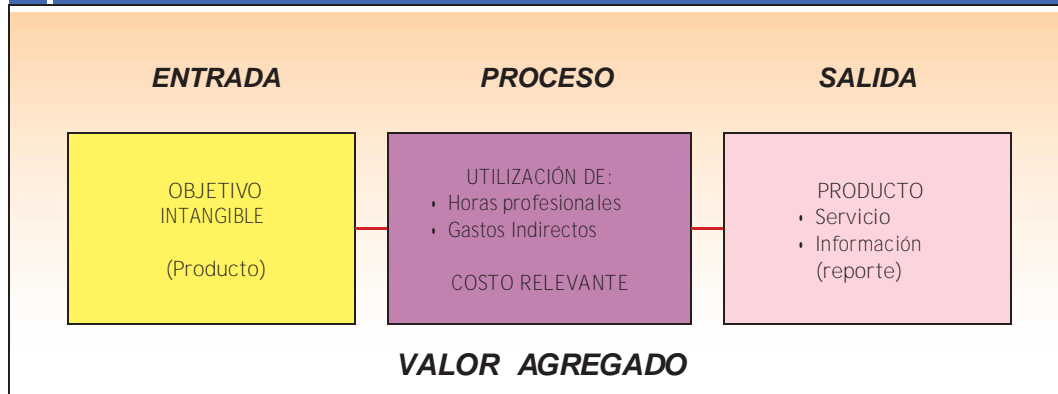 ENTRADA
PROCESO
SALIDA
OBJETIVO
INTANGIBLE
(Producto)
UTILIZACIÓN DE:
• Horas profesionales
• Gastos Indirectos
COSTO RELEVANTE
PRODUCTO
• Servicio
• Información
(reporte)
VALOR AGREGADO